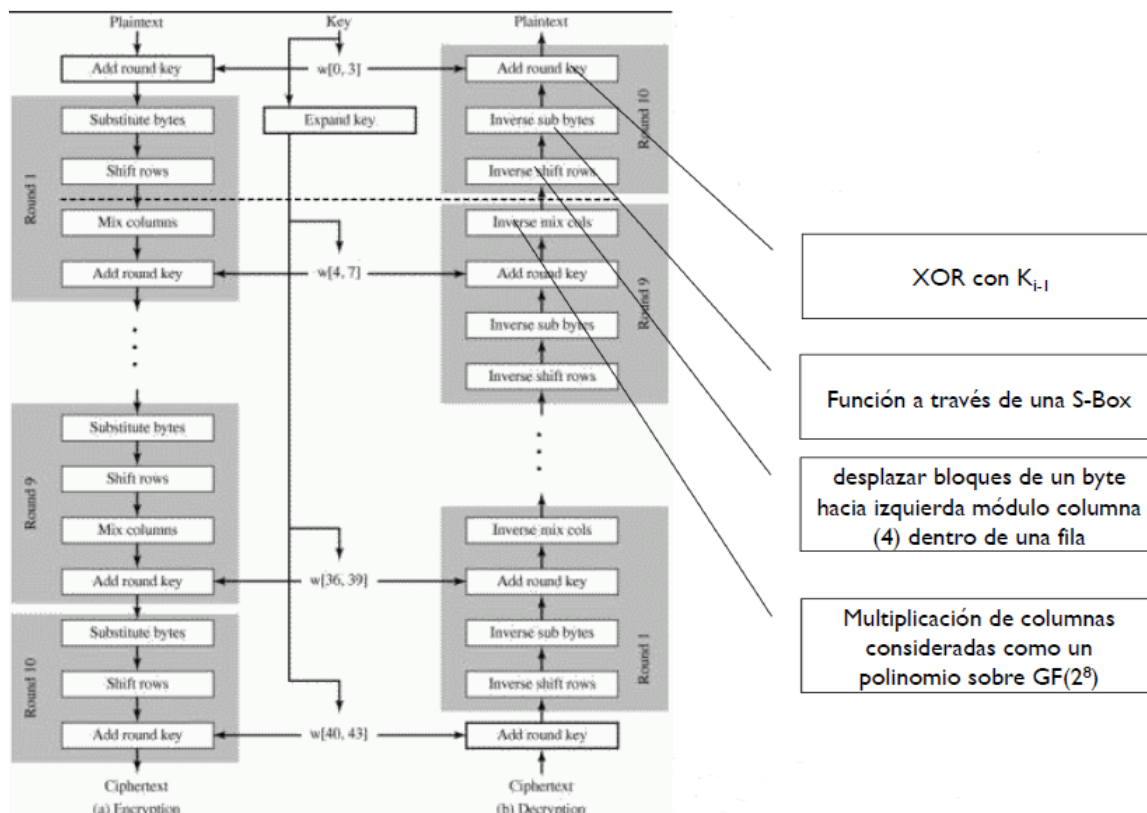 Plaintext
Key
Plaintext
Add round key
w[0, 3]
Add round key
Round 1
Substitute bytes
Shift rows
Mix columns
Add round key
Expand key
Round 10
Inverse sub bytes
Inverse shift rows
w[4, 7]
Round 9
Inverse mix cols
Add round key
Inverse sub bytes
Inverse shift rows
Round 9
Substitute bytes
Shift rows
Mix columns
Add round key
w[36, 39]
Round 1
Inverse mix cols
Add round key
Inverse sub bytes
Inverse shift rows
Round 10
Substitute bytes
Shift rows
Add round key
w[40, 43]
Add round key
Ciphertext
Ciphertext
(a) Encryption
(b) Decryption
XOR con Ki-1
Función a través de una S-Box
desplazar bloques de un byte
hacia izquierda módulo columna
(4) dentro de una fila
Multiplicación de columnas
consideradas como un
polinomio sobre GF(2⁸)